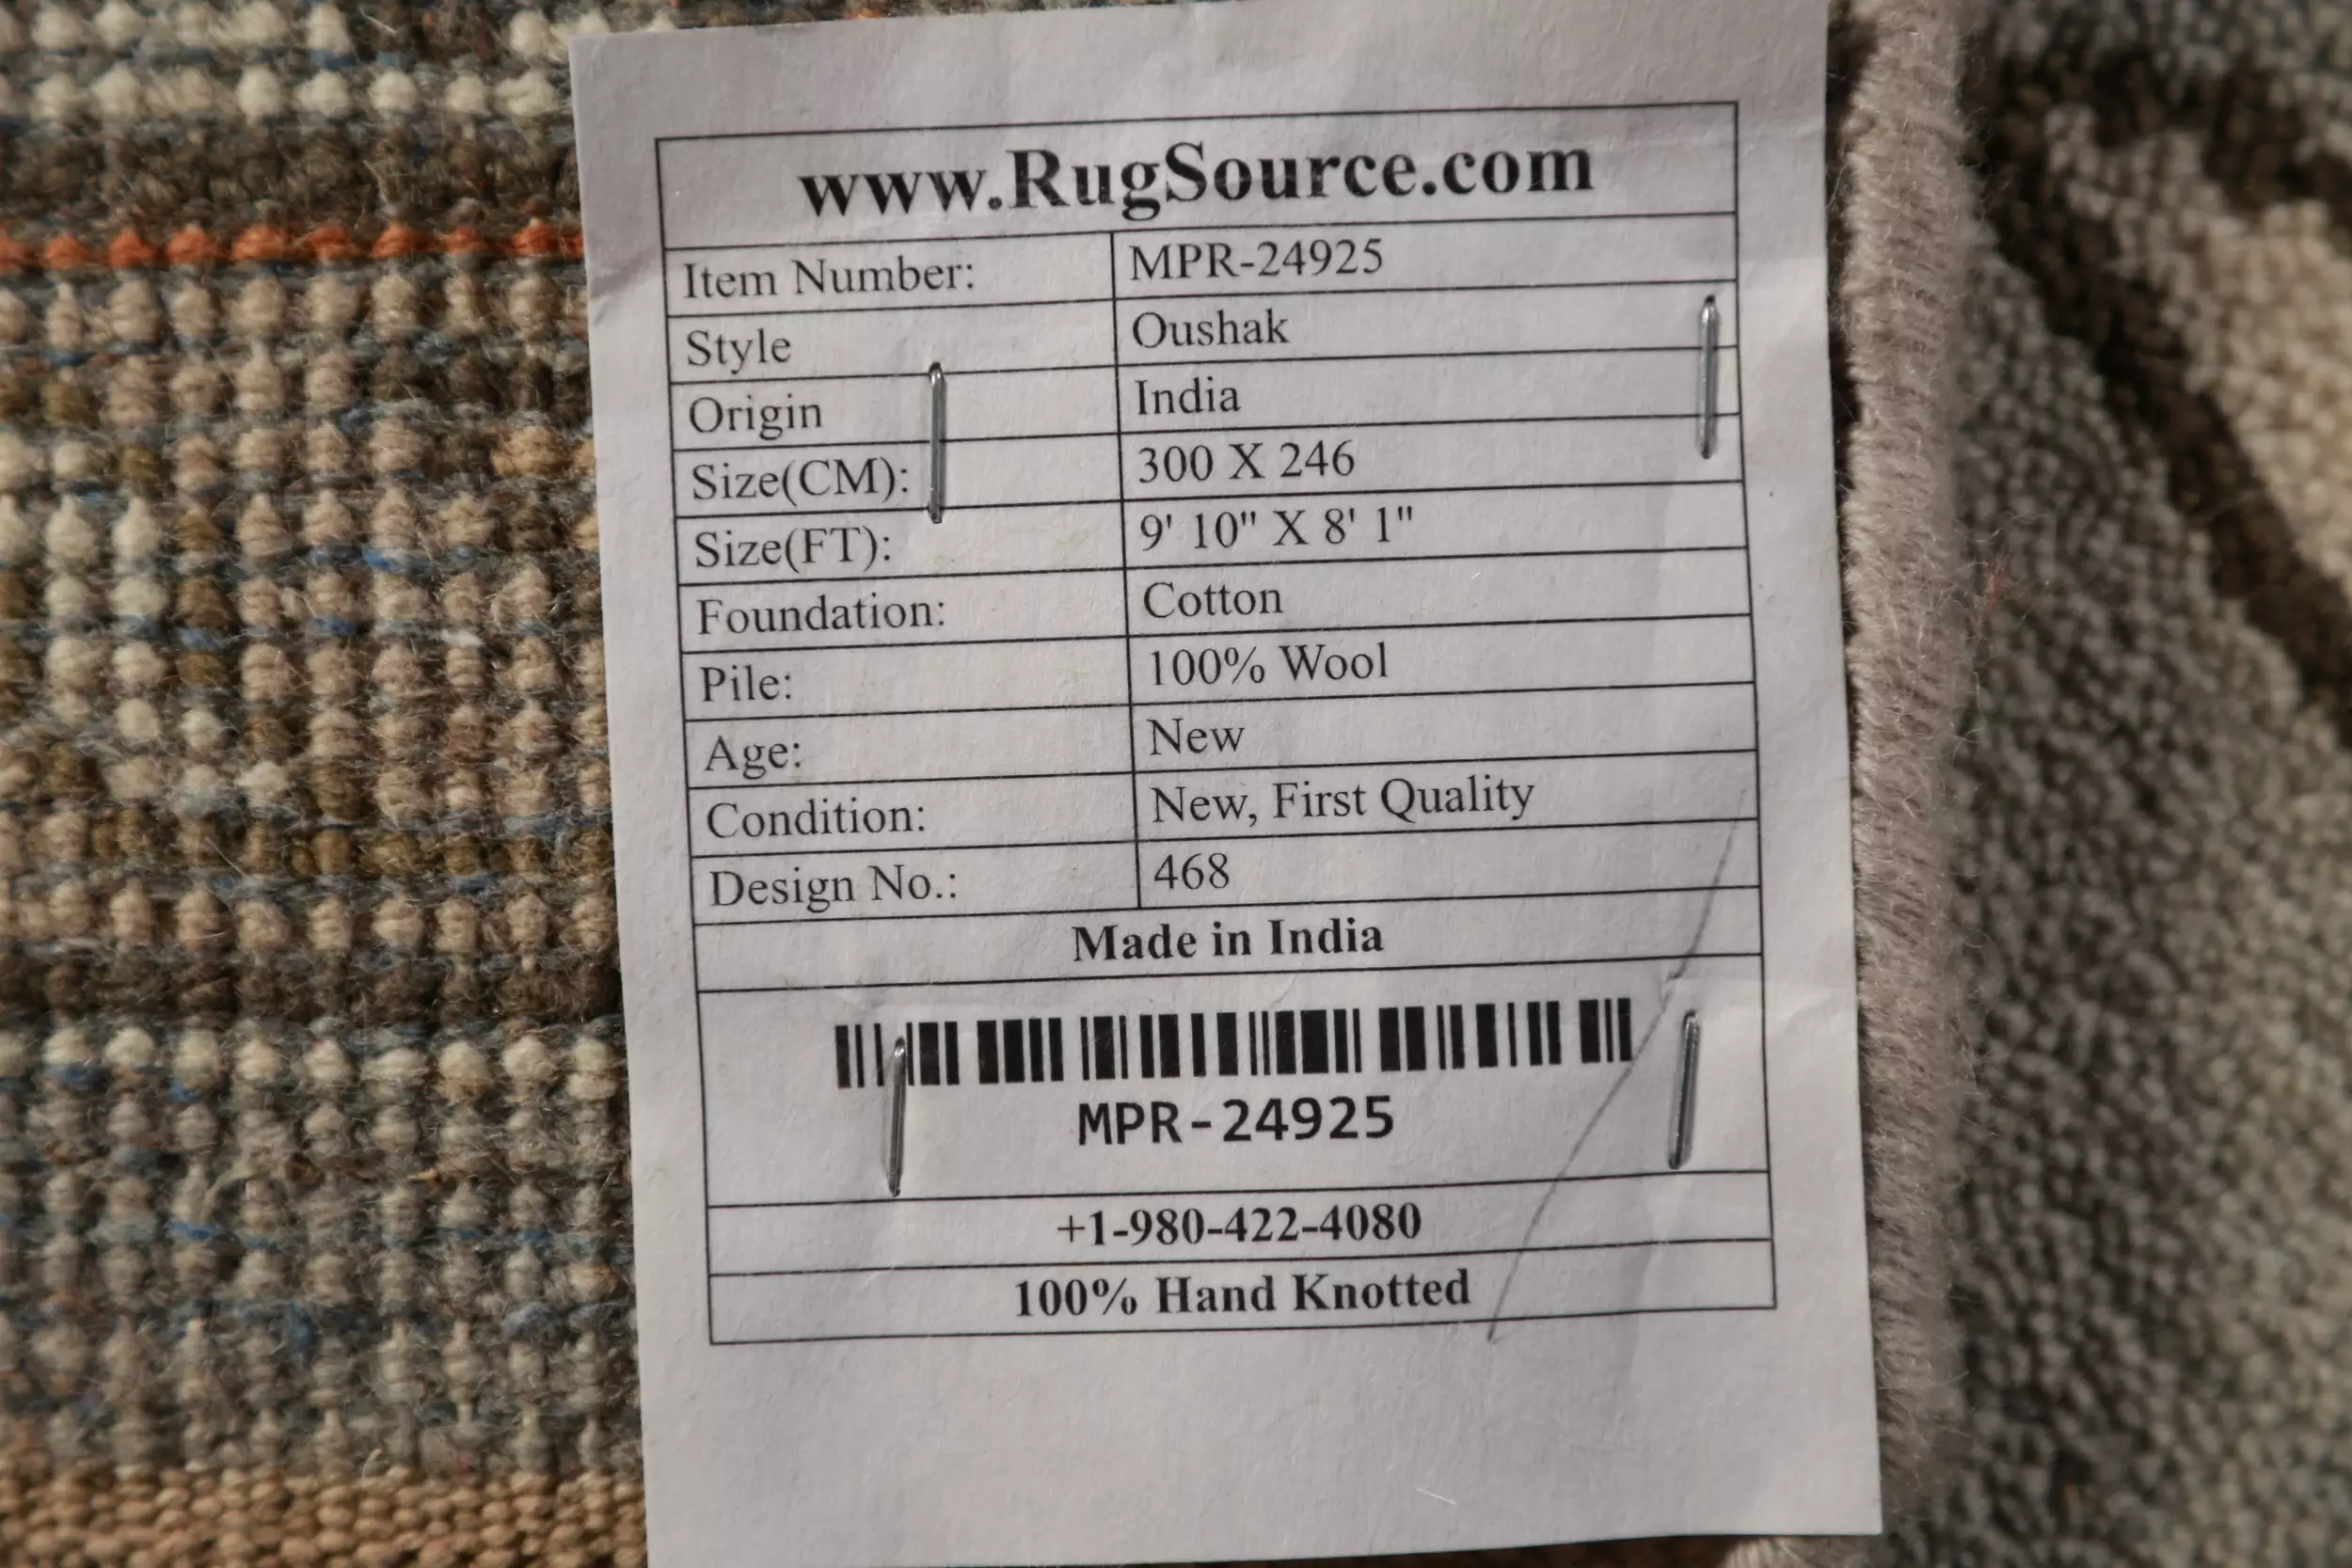 www.RugSource.com
Item Number: MPR-24925
Style Oushak
Origin India
Size(CM): 300 X 246
Size(FT): 9' 10" X 8' 1"
Foundation: Cotton
Pile: 100% Wool
Age: New
Condition: New, First Quality
Design No.: 468
Made in India
MPR-24925
+1-980-422-4080
100% Hand Knotted